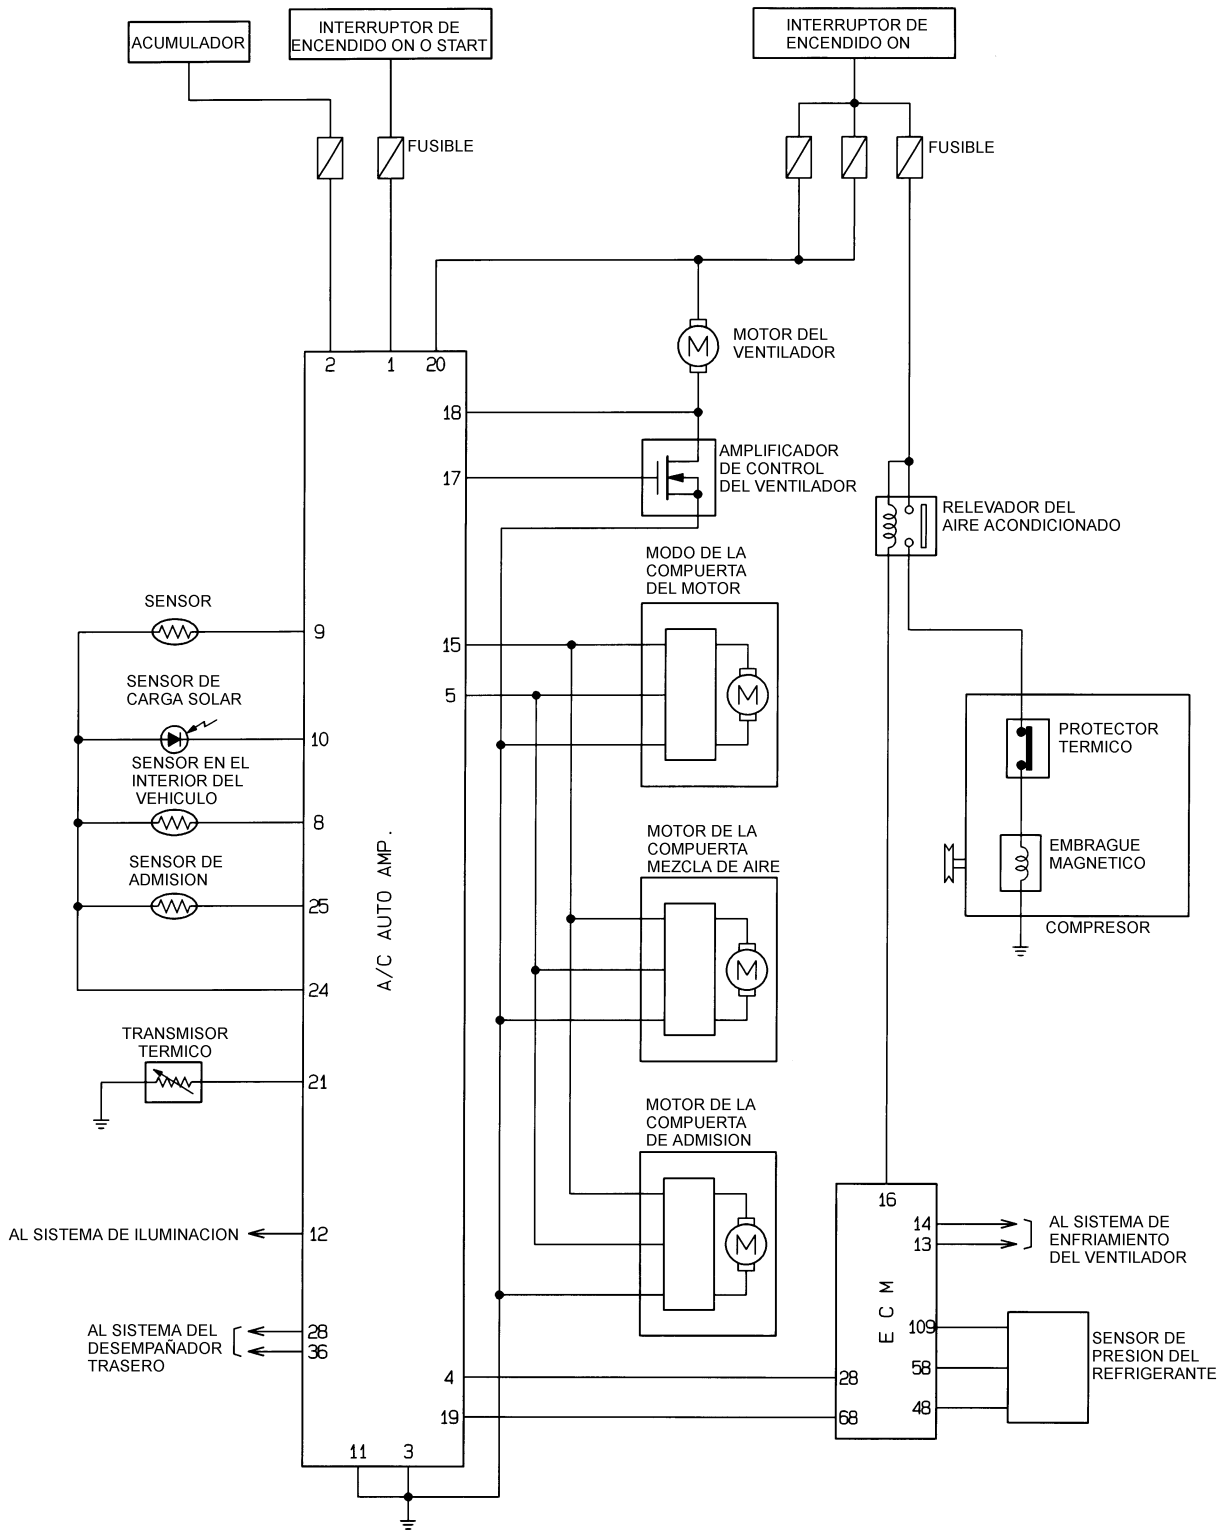 ACUMULADOR
INTERRUPTOR DE
ENCENDIDO ON O START
INTERRUPTOR DE
ENCENDIDO ON
FUSIBLE
FUSIBLE
MOTOR DEL
VENTILADOR
2
1
20
18
17
AMPLIFICADOR
DE CONTROL
DEL VENTILADOR
RELEVADOR DEL
AIRE ACONDICIONADO
MODO DE LA
COMPUERTA
DEL MOTOR
SENSOR
9
15
5
SENSOR DE
CARGA SOLAR
10
SENSOR EN EL
INTERIOR DEL
VEHICULO
8
PROTECTOR
TERMICO
MOTOR DE LA
COMPUERTA
MEZCLA DE AIRE
EMBRAGUE
MAGNETICO
COMPRESOR
SENSOR DE
ADMISION
25
A/C AUTO AMP.
24
TRANSMISOR
TERMICO
21
MOTOR DE LA
COMPUERTA
DE ADMISION
M
M
M
M
AL SISTEMA DE ILUMINACION
12
16
14
13
AL SISTEMA DE
ENFRIAMIENTO
DEL VENTILADOR
ECM
AL SISTEMA DEL
DESEMPAÑADOR
TRASERO
28
36
109
58
48
SENSOR DE
PRESION DEL
REFRIGERANTE
4
28
19
68
11
3